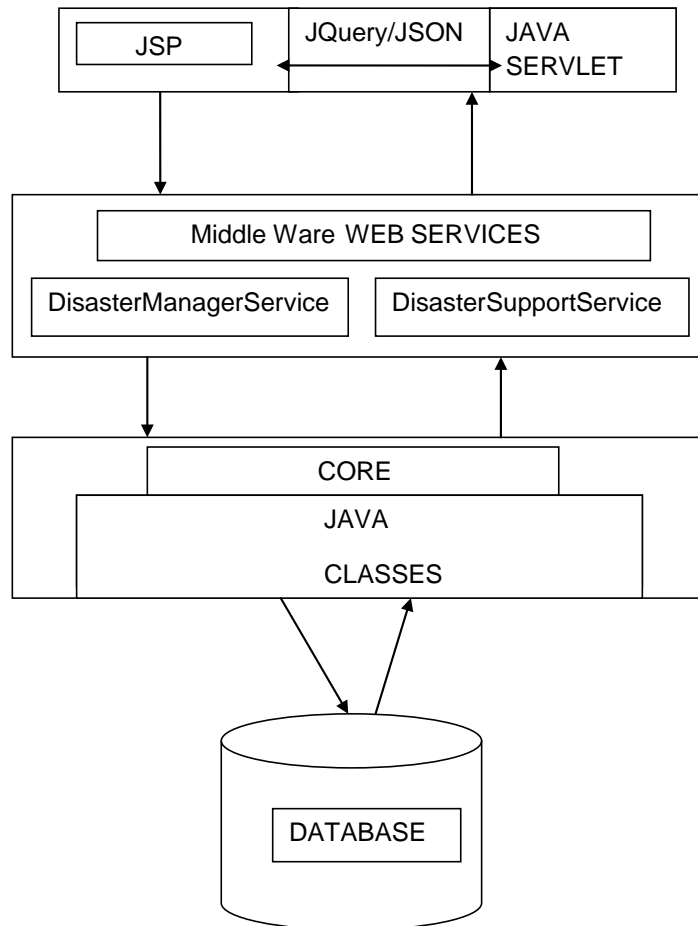 JSP
JQuery/JSON
JAVA
SERVLET
Middle Ware WEB SERVICES
DisasterManagerService
DisasterSupportService
CORE
JAVA
CLASSES
DATABASE